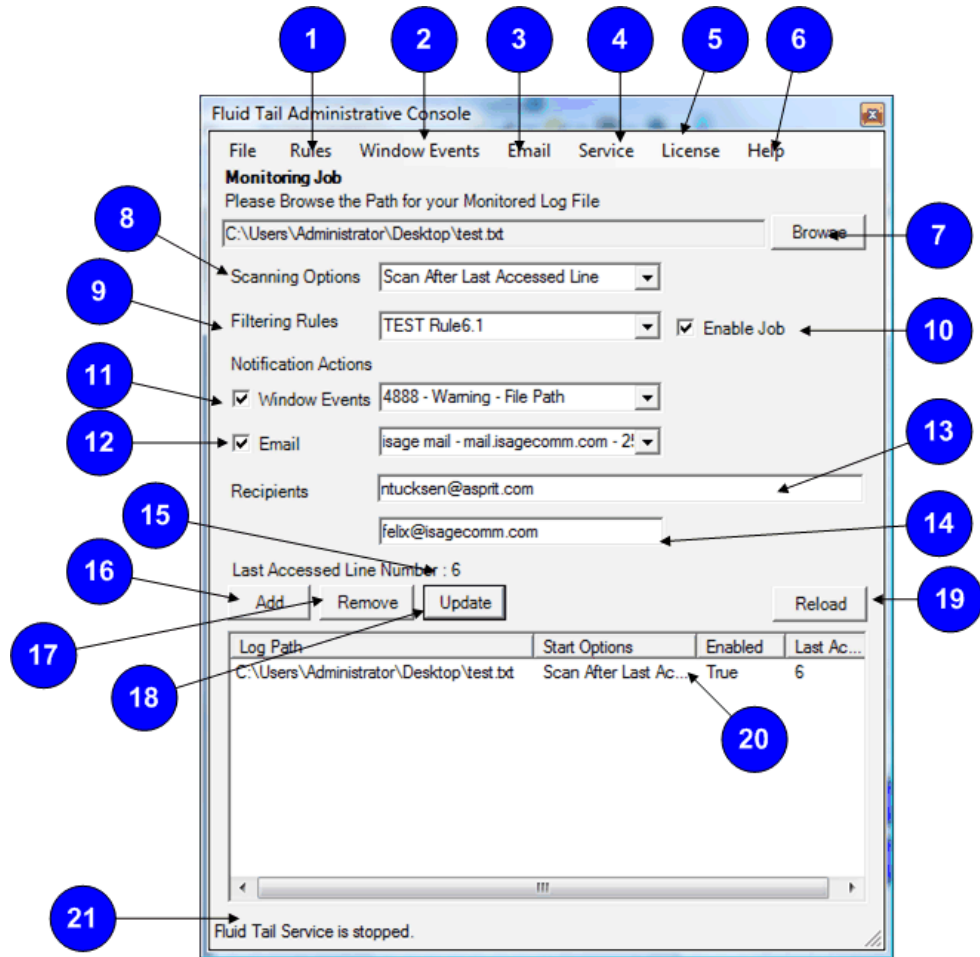 1 2 3 4 5 6
Fluid Tail Administrative Console
File Rules Window Events Email Service License Help
Monitoring Job
Please Browse the Path for your Monitored Log File
8
C:\Users\Administrator\Desktop\test.txt Browse 7
Scanning Options Scan After Last Accessed Line
9
Filtering Rules TEST Rule6.1 Enable Job 10
Notification Actions
11
Window Events 4888 - Warning - File Path
12 Email isage mail - mail.isagecomm.com - 25 13
Recipients ntucksen@asprit.com
15
felix@isagecomm.com 14
Last Accessed Line Number : 6
16 Add Remove Update Reload 19
17
Log Path Start Options Enabled Last Ac...
C:\Users\Administrator\Desktop\test.txt Scan After Last Ac... True 6
18
20
21
Fluid Tail Service is stopped.